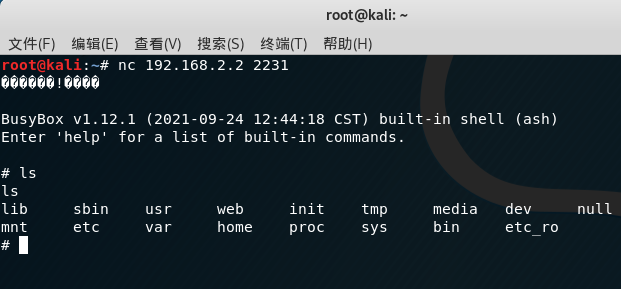 root@kali: ~
文件(F) 编辑(E) 查看(V) 搜索(S) 终端(T) 帮助(H)
root@kali:~# nc 192.168.2.2 2231
������!����
BusyBox v1.12.1 (2021-09-24 12:44:18 CST) built-in shell (ash)
Enter 'help' for a list of built-in commands.
# ls
ls
lib sbin usr web init tmp media dev null
mnt etc var home proc sys bin etc_ro
#